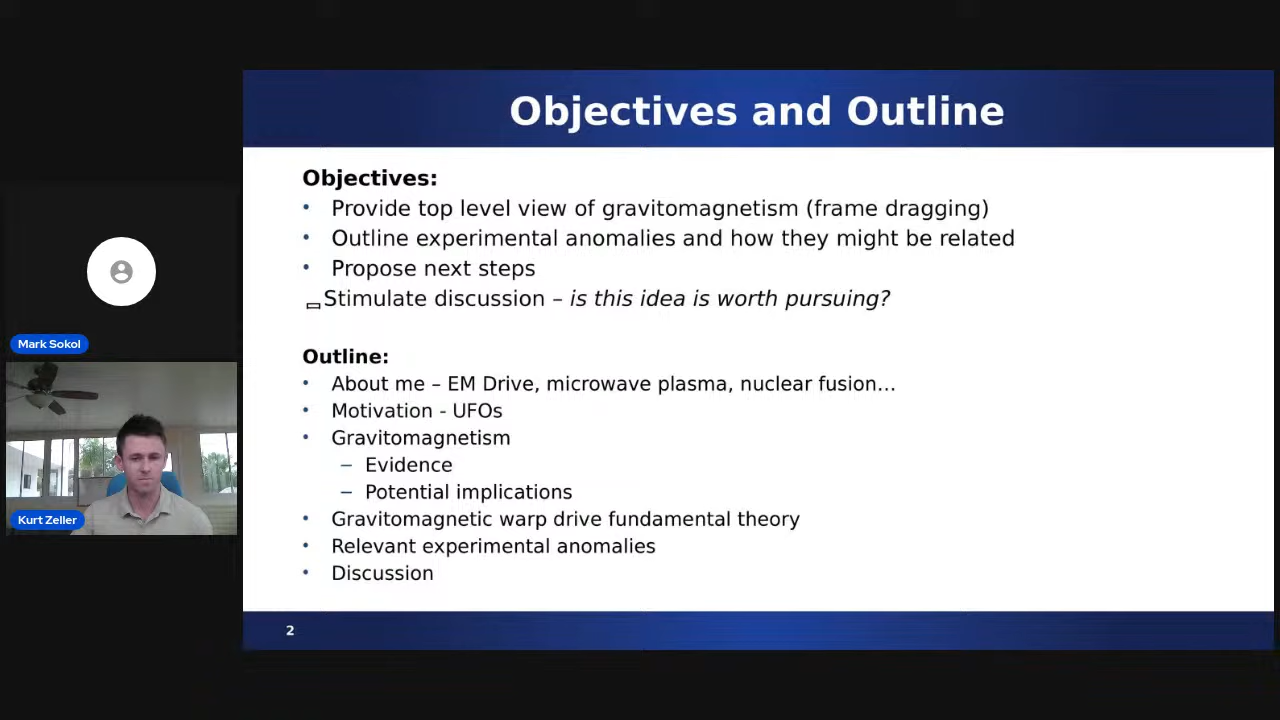 Objectives and Outline
Objectives:
• Provide top level view of gravitomagnetism (frame dragging)
• Outline experimental anomalies and how they might be related
• Propose next steps
Stimulate discussion – is this idea is worth pursuing?
Outline:
• About me – EM Drive, microwave plasma, nuclear fusion...
• Motivation - UFOs
• Gravitomagnetism
– Evidence
– Potential implications
• Gravitomagnetic warp drive fundamental theory
• Relevant experimental anomalies
• Discussion
2
Mark Sokol
Kurt Zeller